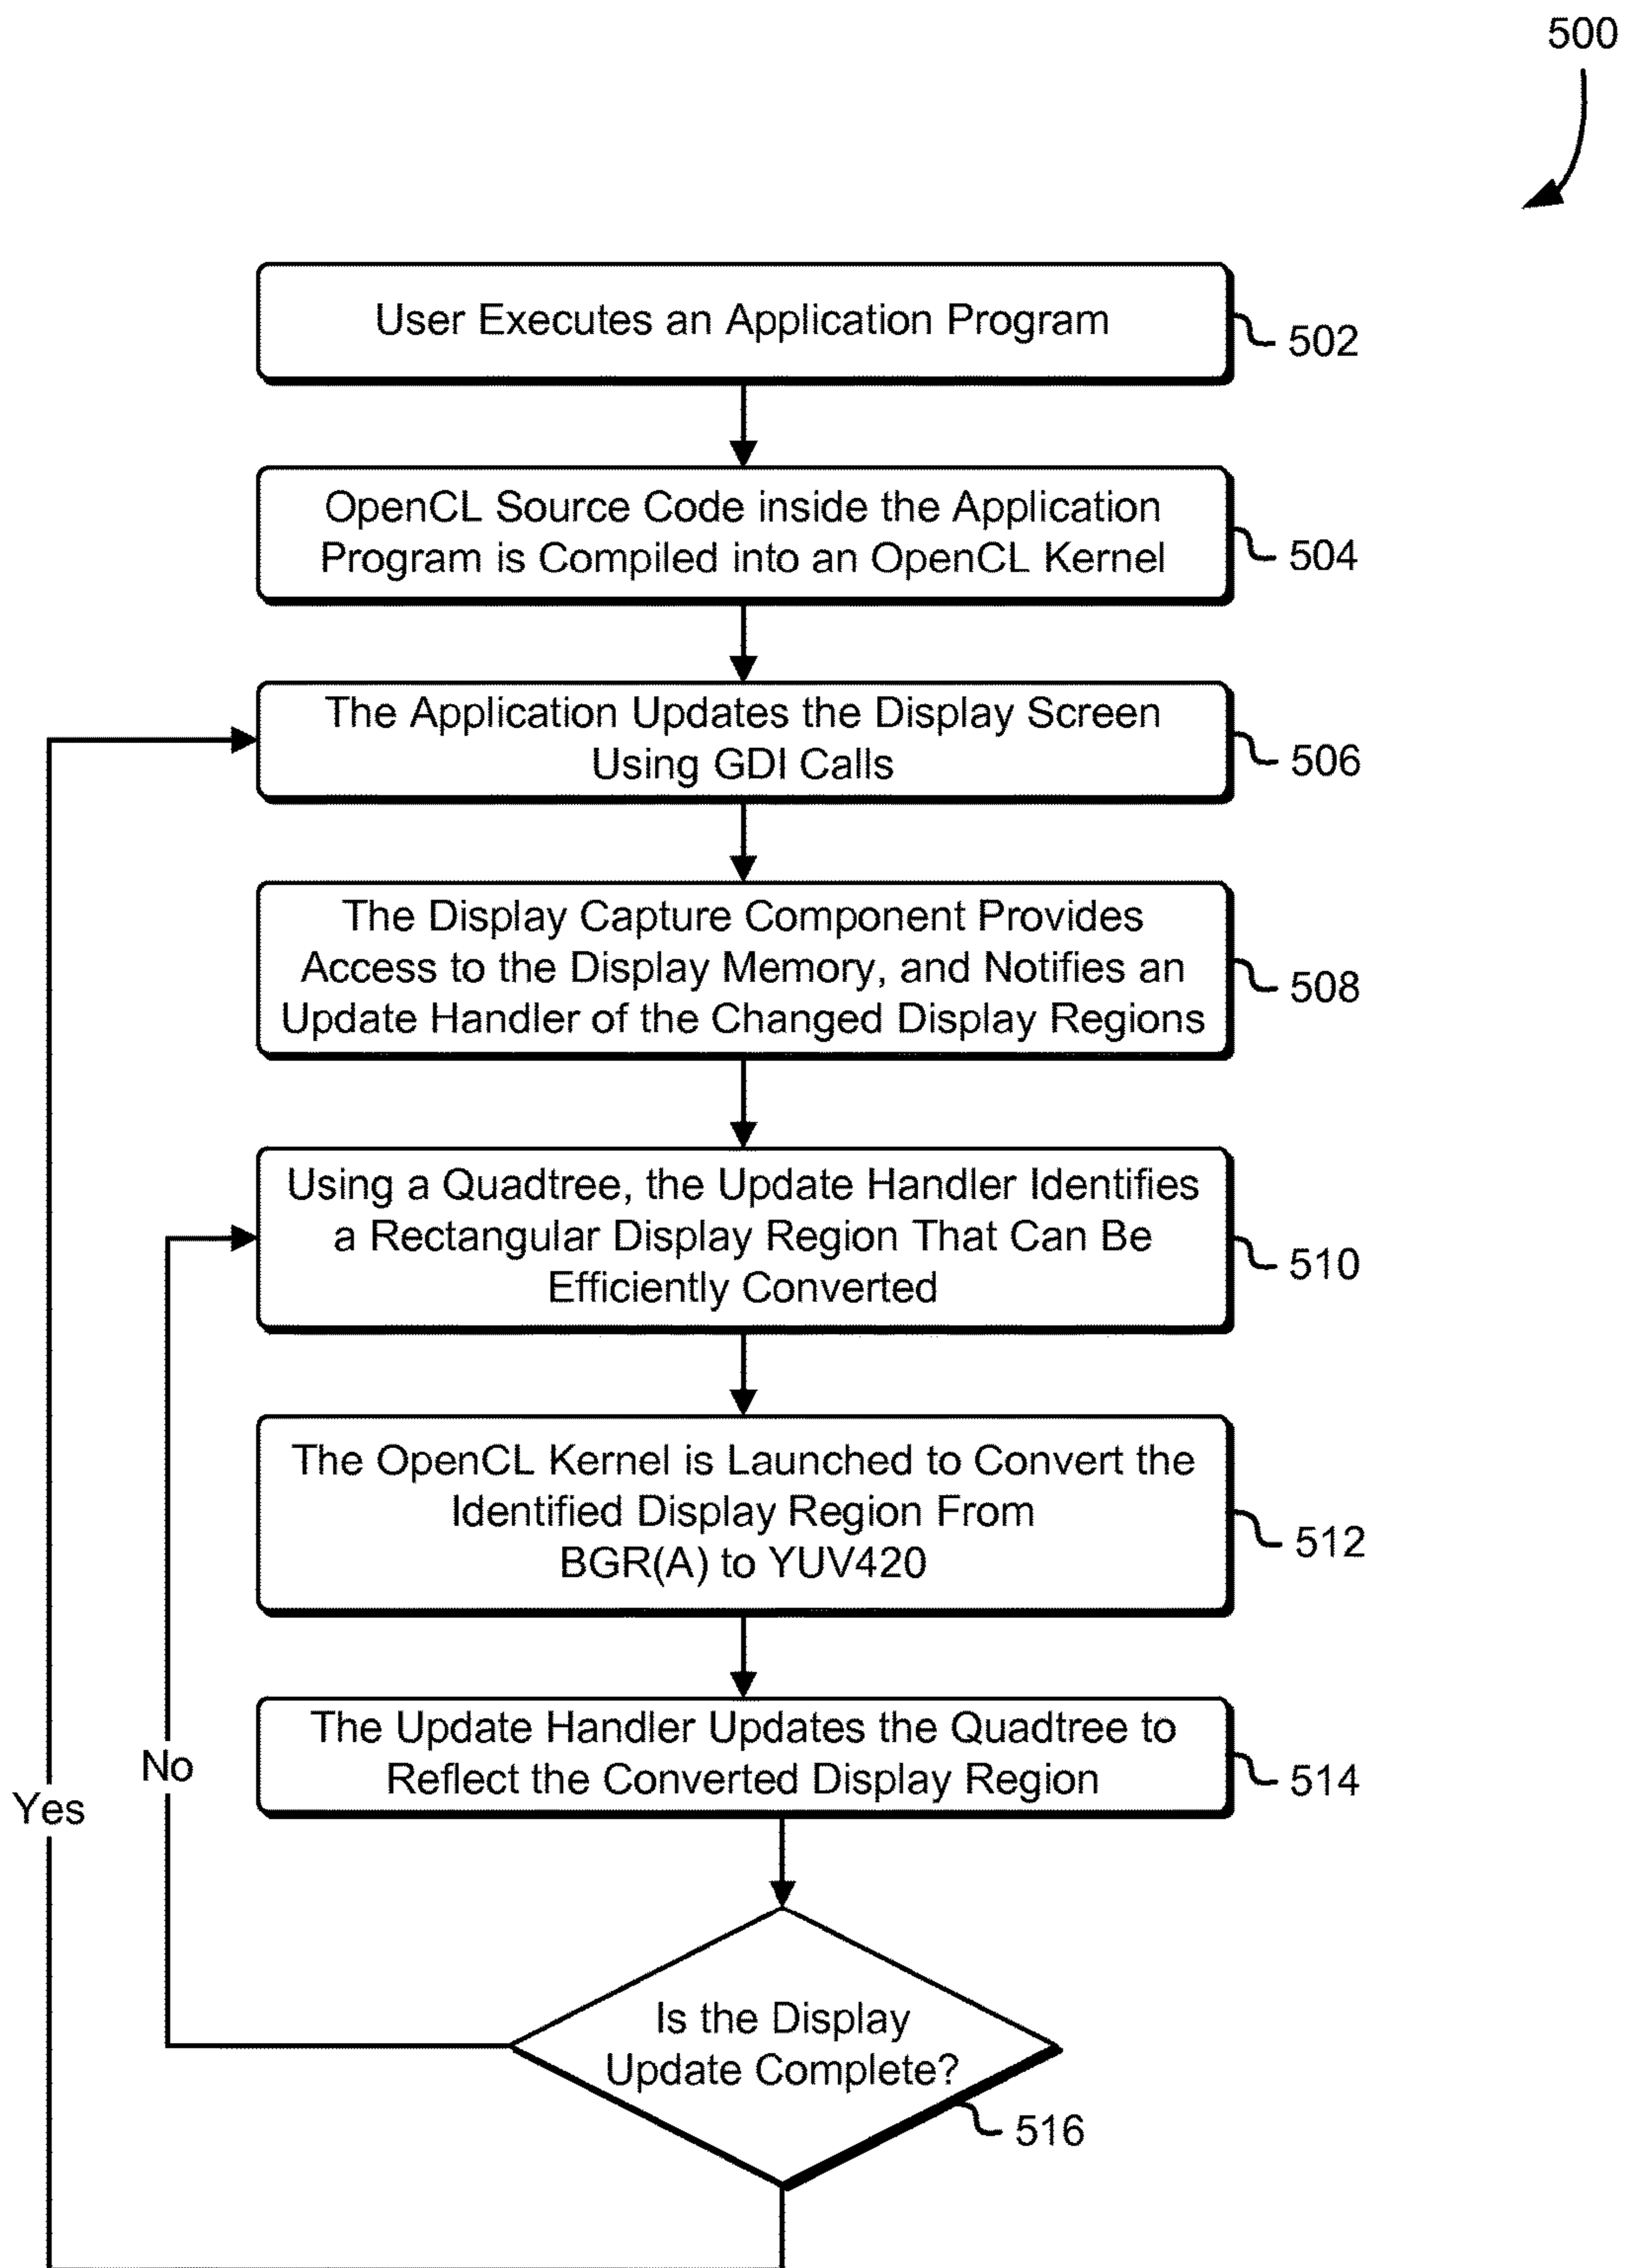 500
User Executes an Application Program
502
OpenCL Source Code inside the Application
Program is Compiled into an OpenCL Kernel
504
The Application Updates the Display Screen
Using GDI Calls
506
The Display Capture Component Provides
Access to the Display Memory, and Notifies an
Update Handler of the Changed Display Regions
508
Using a Quadtree, the Update Handler Identifies
a Rectangular Display Region That Can Be
Efficiently Converted
510
The OpenCL Kernel is Launched to Convert the
Identified Display Region From
BGR(A) to YUV420
512
The Update Handler Updates the Quadtree to
Reflect the Converted Display Region
514
No
Yes
Is the Display
Update Complete?
516